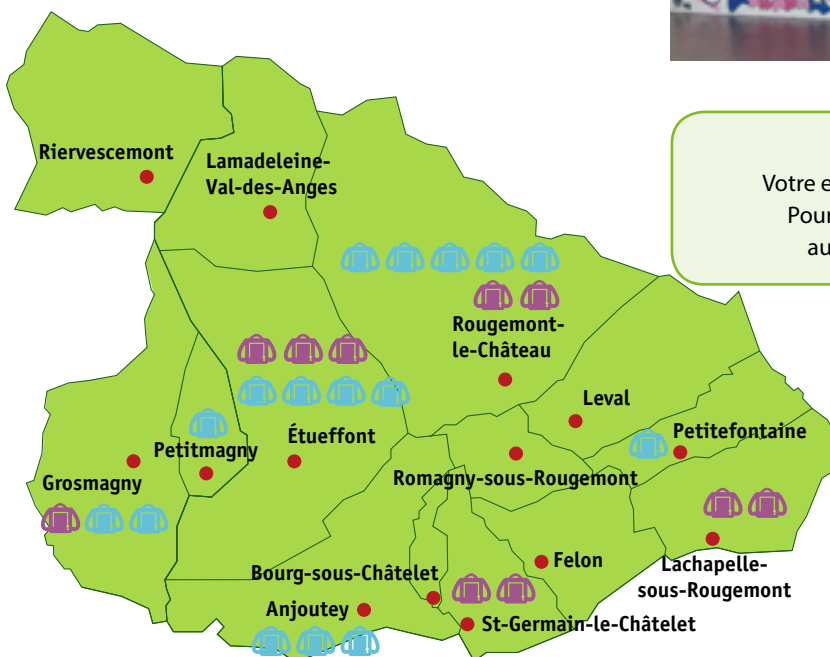 Riervescemont
Lamadeleine-
Val-des-Anges
Votre e
Pour
au
Rougemont-
le-Château
Leval
Petitefontaine
Étueffont
Petitmagny
Grosmagny
Romagny-sous-Rougemont
Felon
Lachapelle-
sous-Rougemont
Bourg-sous-Châtelet
Anjoutey
St-Germain-le-Châtelet